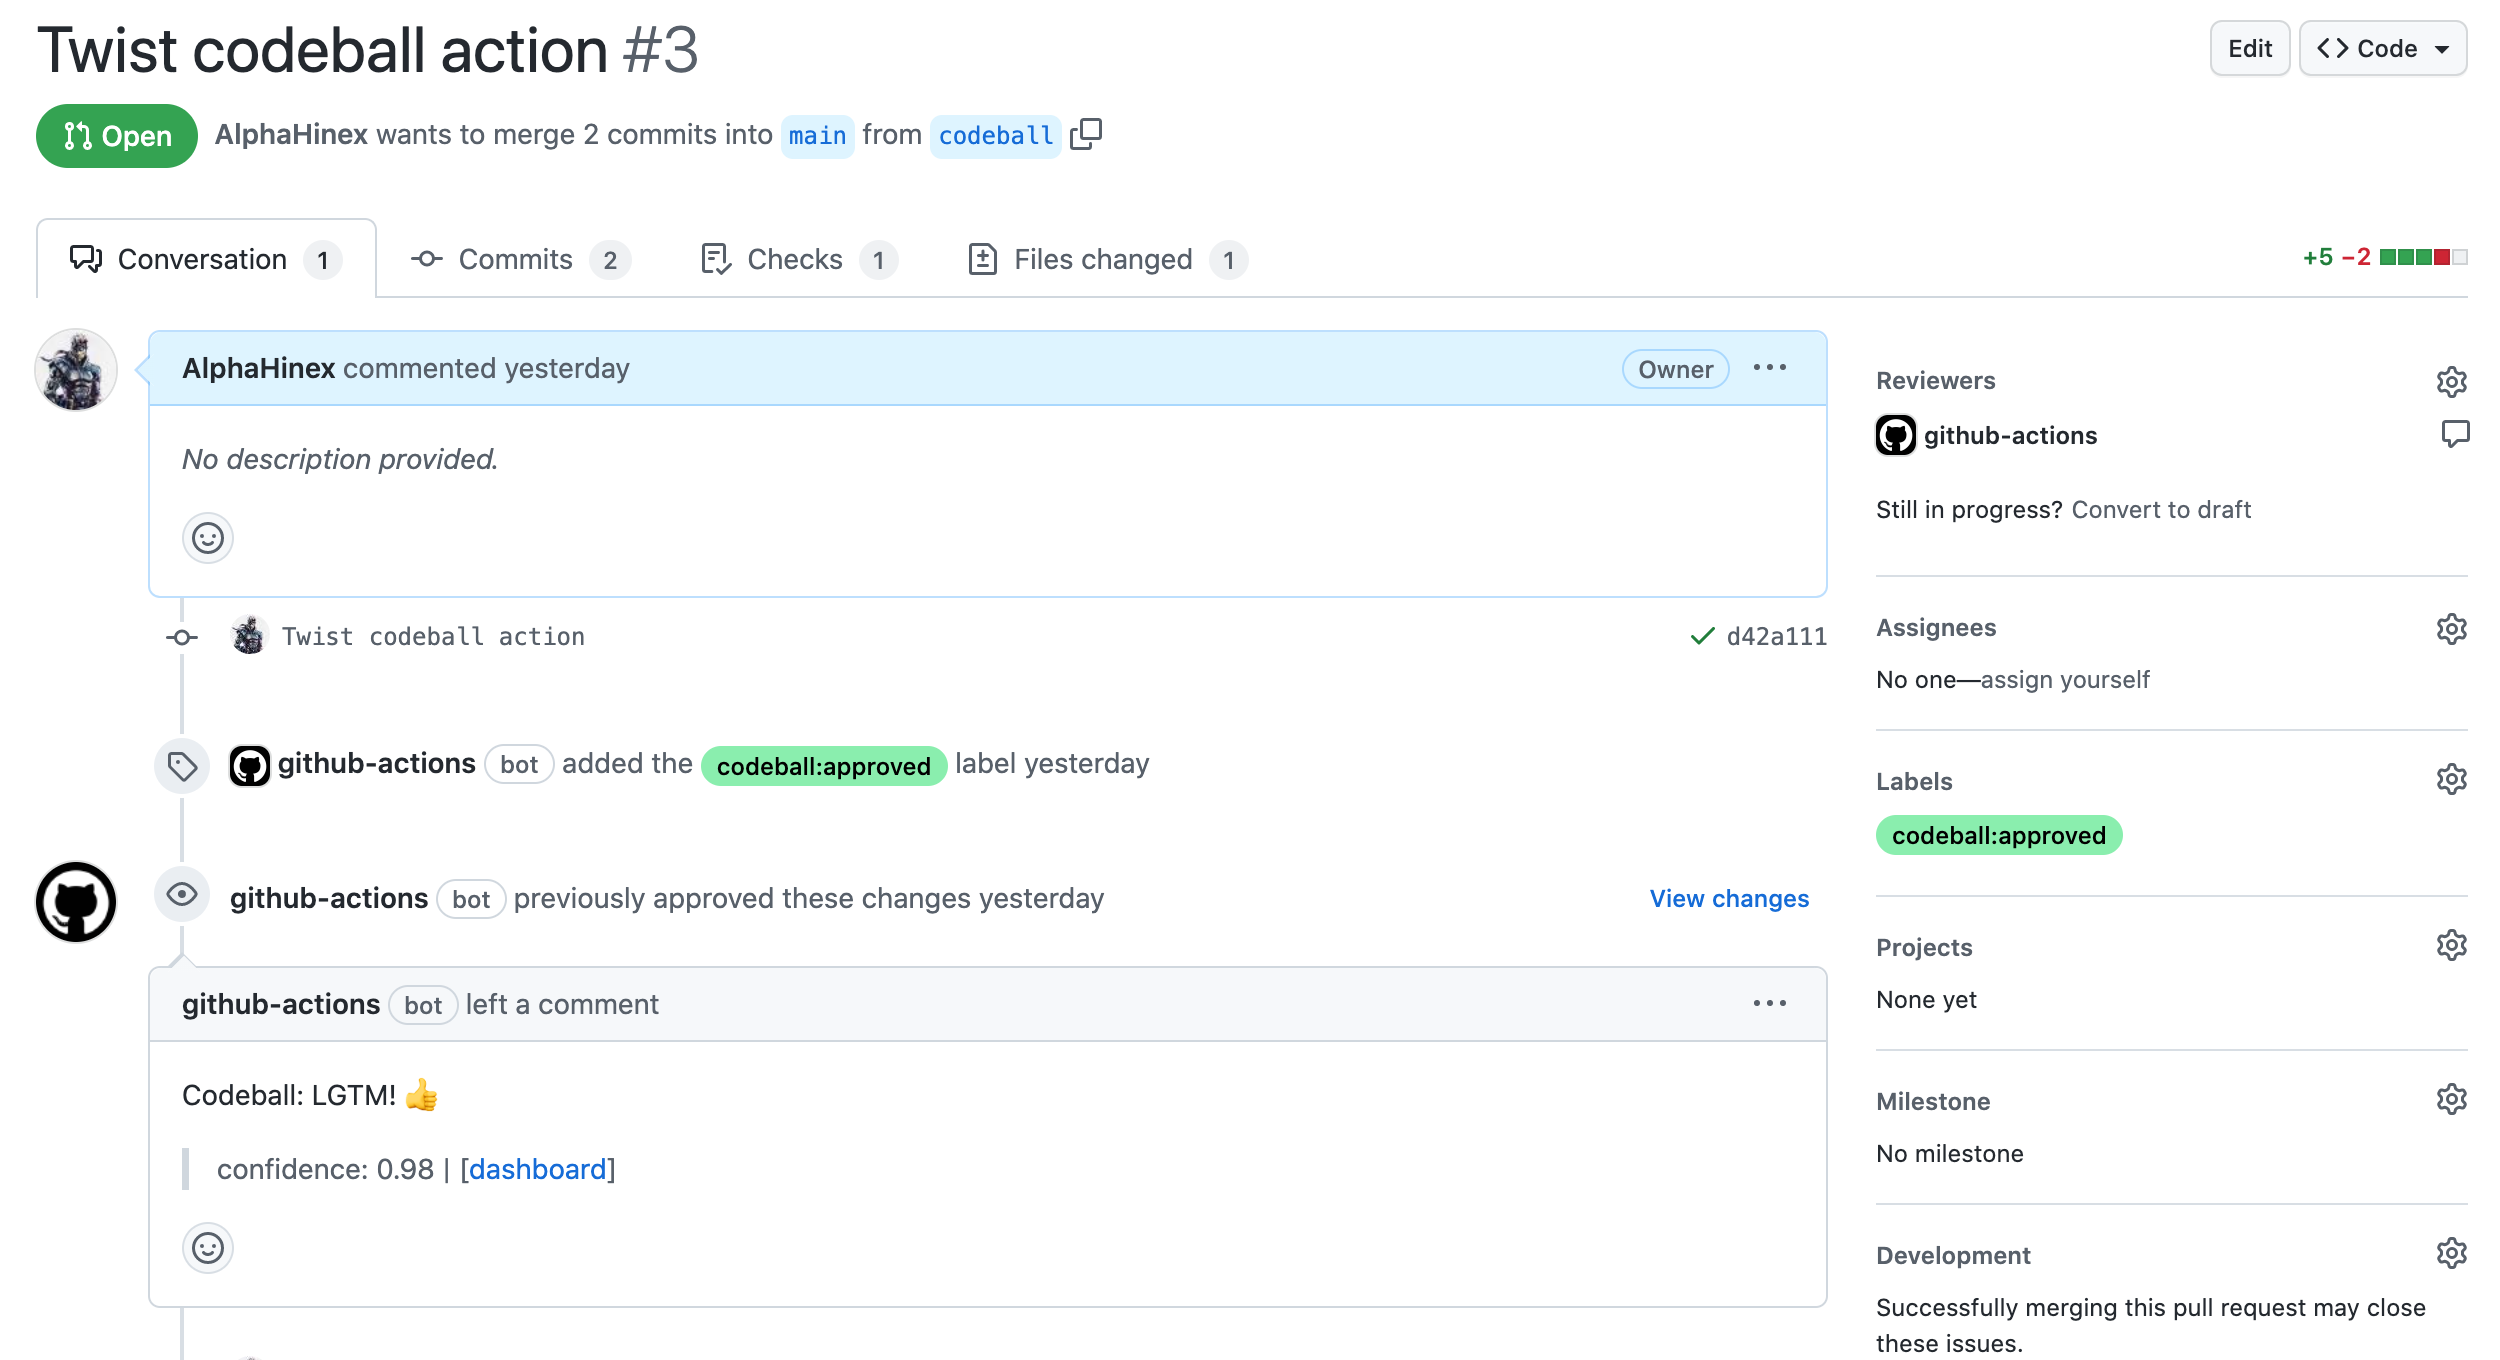 Twist codeball action #3
Edit
Code
Open
AlphaHinex wants to merge 2 commits into main from codeball
Conversation 1
Commits 2
Checks 1
Files changed 1
+5 −2
AlphaHinex commented yesterday
Owner
No description provided.
Twist codeball action
d42a111
github-actions bot added the codeball:approved label yesterday
github-actions bot previously approved these changes yesterday
View changes
github-actions bot left a comment
Codeball: LGTM! 👍
confidence: 0.98 | [dashboard]
Reviewers
github-actions
Still in progress? Convert to draft
Assignees
No one—assign yourself
Labels
codeball:approved
Projects
None yet
Milestone
No milestone
Development
Successfully merging this pull request may close
these issues.